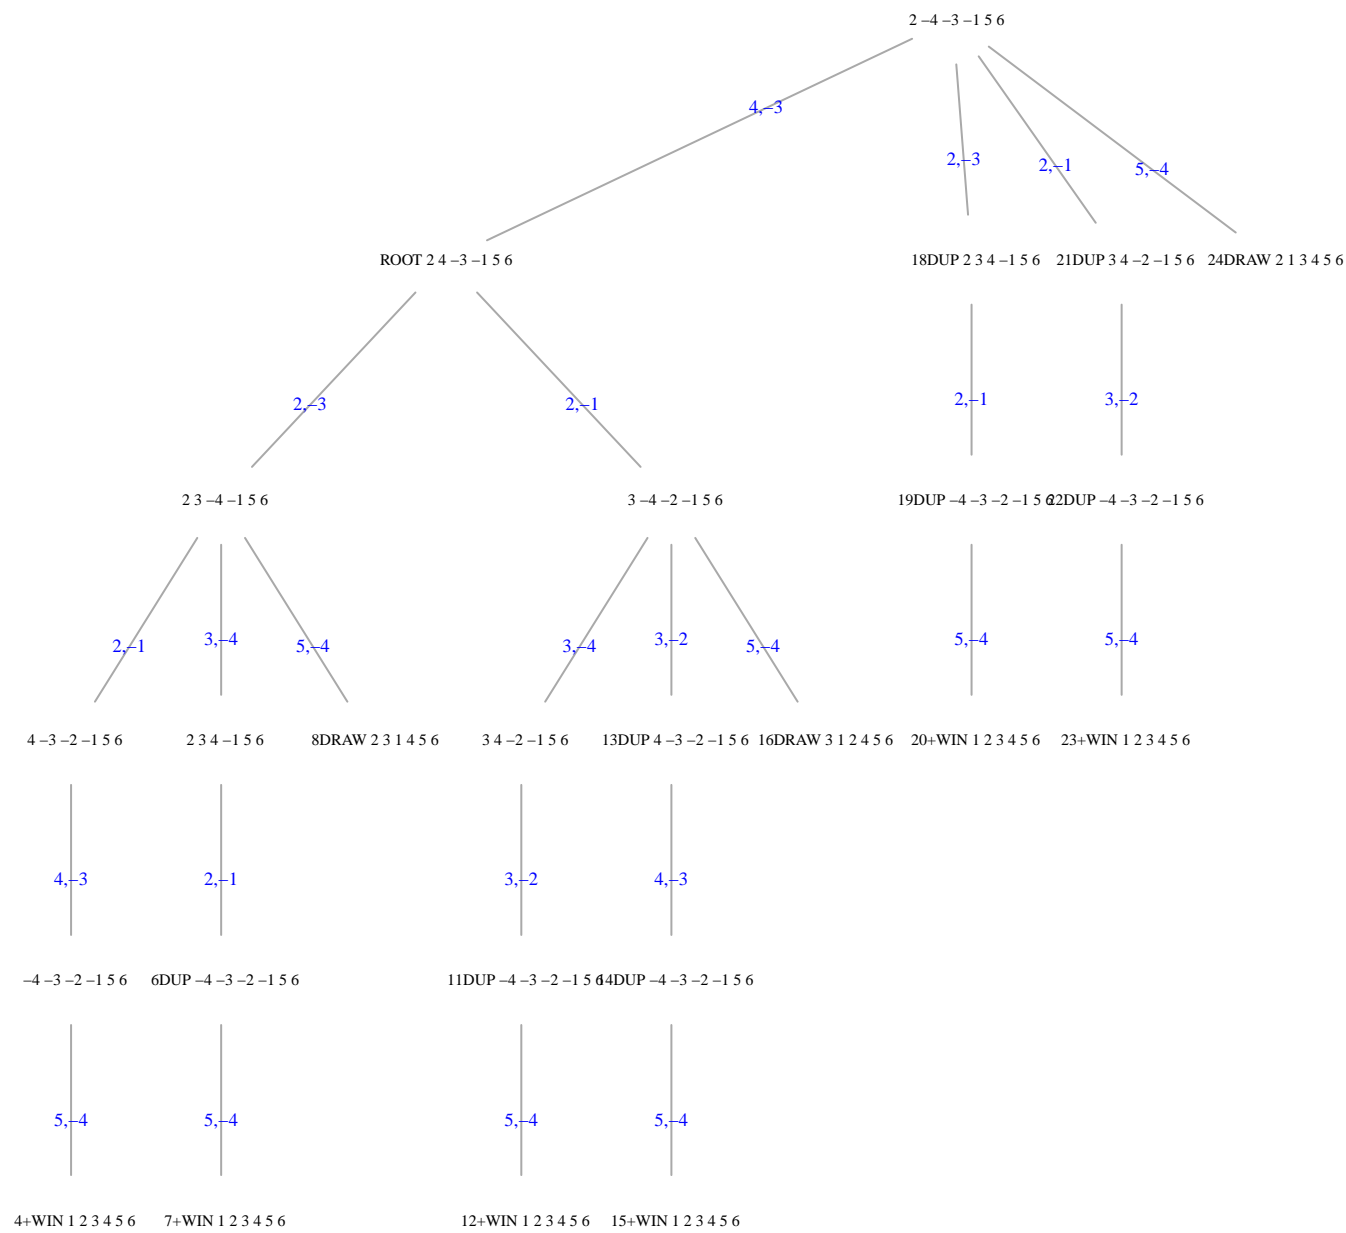 2 −4 −3 −1 5 6
4,−3
2,−3
2,−1
5,−4
ROOT 2 4 −3 −1 5 6
18DUP 2 3 4 −1 5 6
21DUP 3 4 −2 −1 5 6
24DRAW 2 1 3 4 5 6
2,−3
2,−1
2,−1
3,−2
2 3 −4 −1 5 6
3 −4 −2 −1 5 6
19DUP −4 −3 −2 −1 5 6
22DUP −4 −3 −2 −1 5 6
2,−1
3,−4
5,−4
3,−4
3,−2
5,−4
5,−4
5,−4
4 −3 −2 −1 5 6
2 3 4 −1 5 6
8DRAW 2 3 1 4 5 6
3 4 −2 −1 5 6
13DUP 4 −3 −2 −1 5 6
16DRAW 3 1 2 4 5 6
20+WIN 1 2 3 4 5 6
23+WIN 1 2 3 4 5 6
4,−3
2,−1
3,−2
4,−3
−4 −3 −2 −1 5 6
6DUP −4 −3 −2 −1 5 6
11DUP −4 −3 −2 −1 5 6
14DUP −4 −3 −2 −1 5 6
5,−4
5,−4
5,−4
5,−4
4+WIN 1 2 3 4 5 6
7+WIN 1 2 3 4 5 6
12+WIN 1 2 3 4 5 6
15+WIN 1 2 3 4 5 6